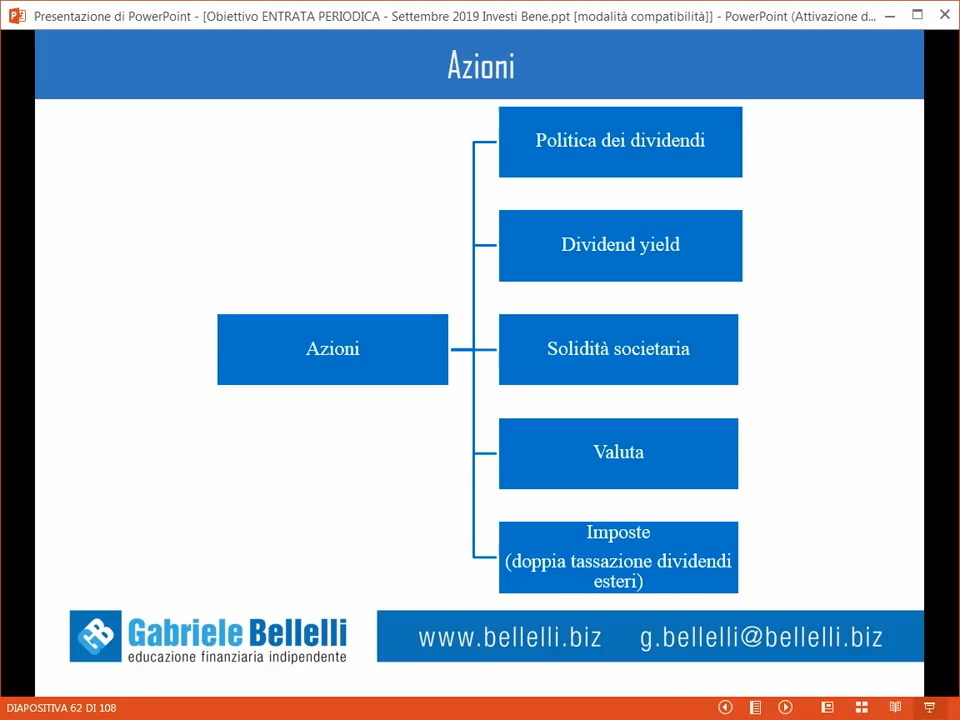 Presentazione di PowerPoint - [Obiettivo ENTRATA PERIODICA - Settembre 2019 Investi Bene.ppt [modalità compatibilità]] - PowerPoint (Attivazione d...
Azioni
Politica dei dividendi
Dividend yield
Azioni
Solidità societaria
Valuta
Imposte
(doppia tassazione dividendi
esteri)
Gabriele Bellelli
educazione finanziaria indipendente
www.bellelli.biz g.bellelli@bellelli.biz
DIAPOSITIVA 62 DI 108